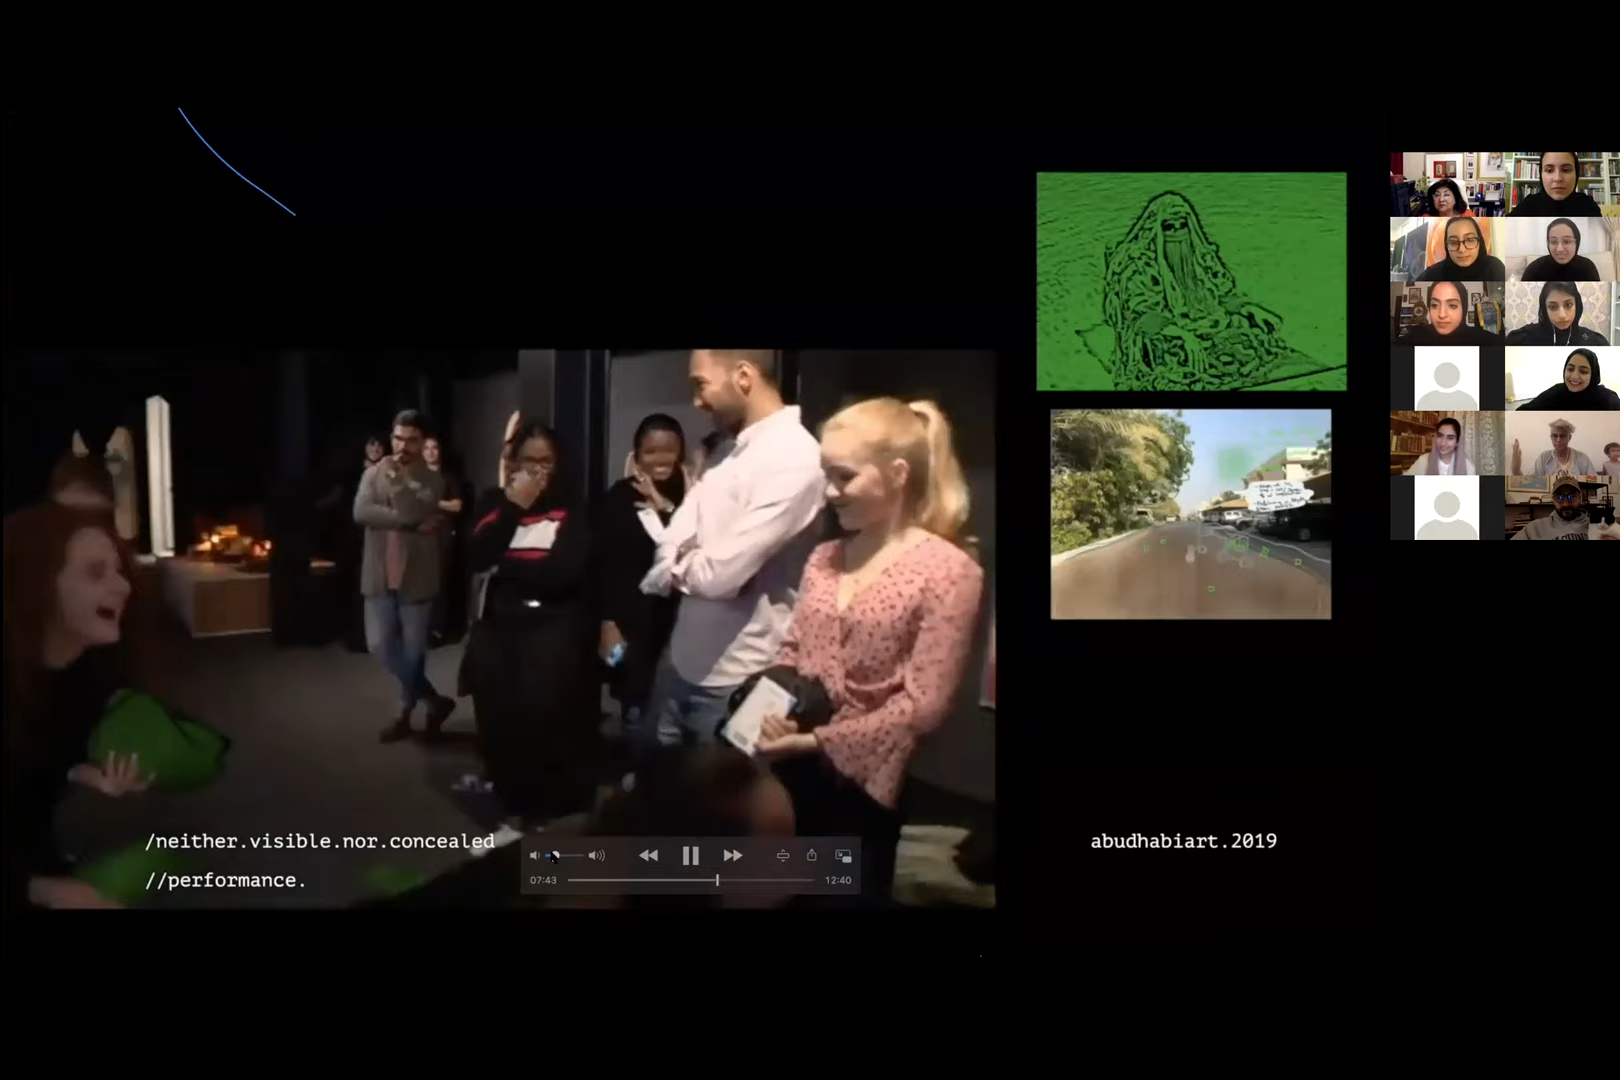 /neither.visible.nor.concealed
//performance.
07:43
12:40
abudhabiart.2019